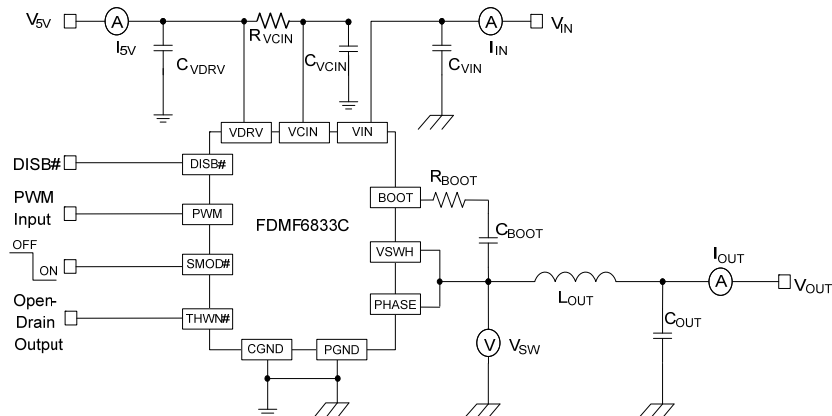 V5V
A
I5V
RVCIN
A
IIN
VIN
CVDRV
CVCIN
CVIN
VDRV
VCIN
VIN
DISB#
DISB#
PWM
Input
PWM
FDMF6833C
BOOT
RBOOT
CBOOT
OFF
ON
SMOD#
VSWH
IOUT
A
VOUT
LOUT
PHASE
Open-
Drain
Output
THWN#
COUT
V
VSW
CGND
PGND